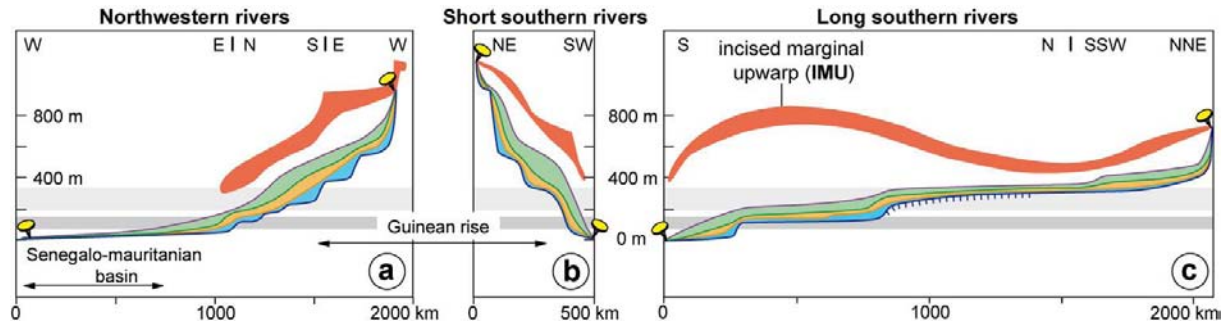 Northwestern rivers
Short southern rivers
Long southern rivers
W E | N S | E W
NE SW
S N | SSW NNE
incised marginal
upwarp (IMU)
800 m
800 m
400 m
400 m
0 m
Guinean rise
Senegalo-mauritanian
basin
a
b
c
0 1000 2000 km
0 500 km
0 1000 2000 km